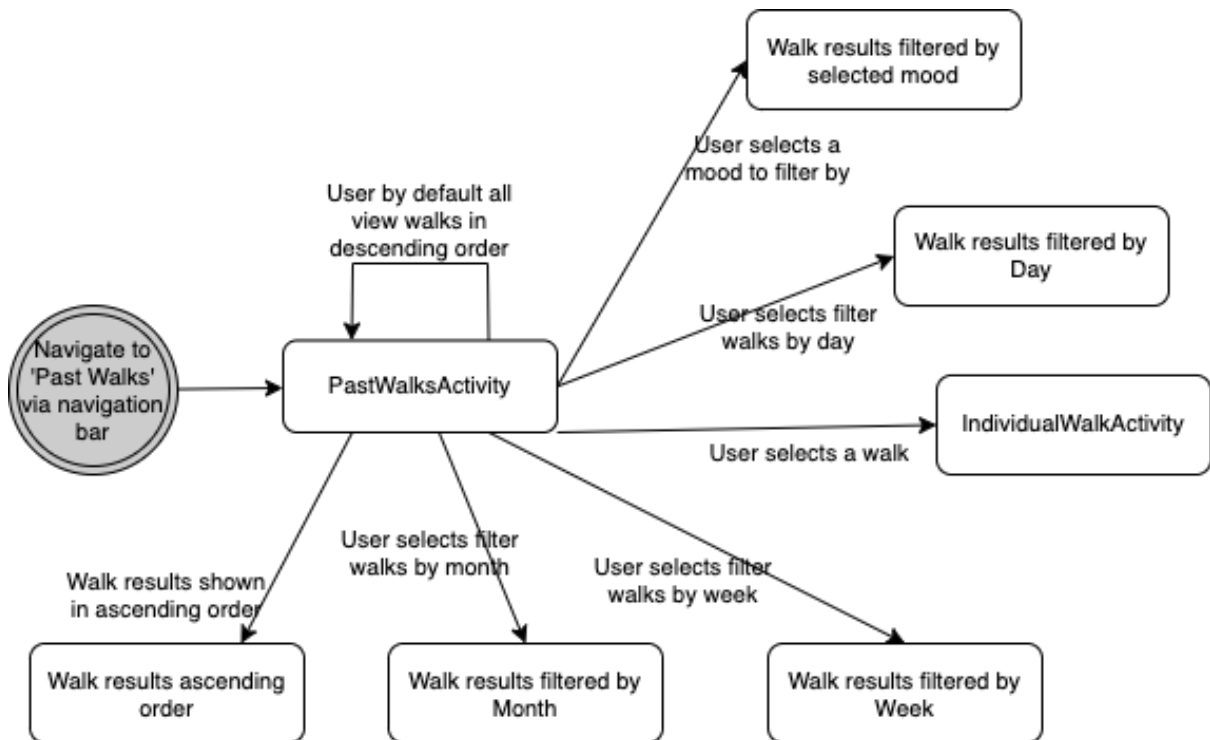 Walk results filtered by
selected mood
User selects a
mood to filter by
User by default all
view walks in
descending order
Walk results filtered by
Day
User selects filter
walks by day
Navigate to
'Past Walks'
via navigation
bar
PastWalksActivity
IndividualWalkActivity
User selects a walk
User selects filter
walks by month
User selects filter
walks by week
Walk results shown
in ascending order
Walk results ascending
order
Walk results filtered by
Month
Walk results filtered by
Week